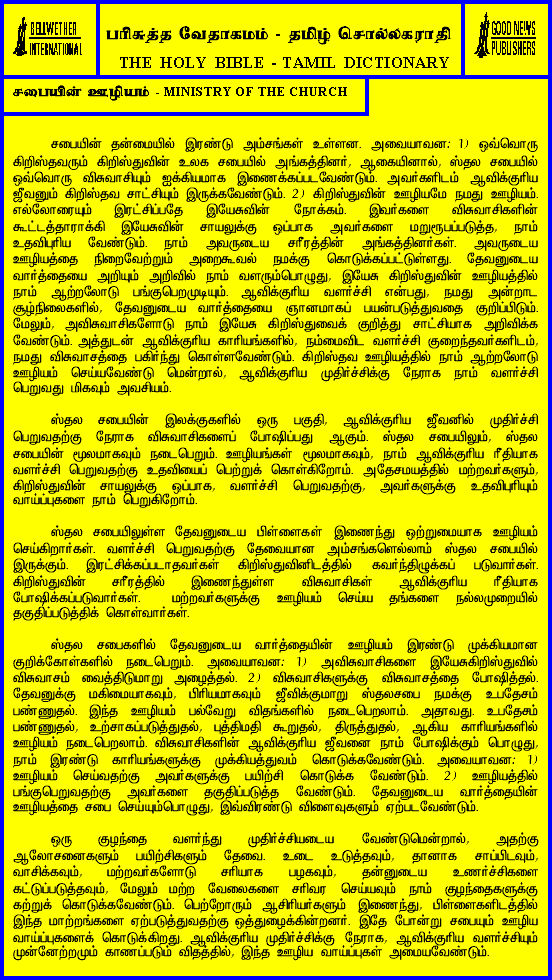 BELLWETHER
INTERNATIONAL
பரிசுத்த வேதாகமம் - தமிழ் சொல்லகராதி
THE HOLY BIBLE - TAMIL DICTIONARY
GOOD NEWS
PUBLISHERS
சபையின் ஊழியம் - MINISTRY OF THE CHURCH
சபையின் தன்மையில் இரண்டு அம்சங்கள் உள்ளன. அவையாவன: 1) ஒவ்வொரு
கிறிஸ்தவரும் கிறிஸ்துவின் உலக சபையில் அங்கத்தினர், ஆகையினால், ஸ்தல சபையில்
ஒவ்வொரு விசுவாசியும் ஐக்கியமாக இணைக்கப்படவேண்டும். அவர்களிடம் ஆவிக்குரிய
ஜீவனும் கிறிஸ்தவ சாட்சியும் இருக்கவேண்டும். 2) கிறிஸ்துவின் ஊழியமே நமது ஊழியம்.
எல்லோரையும் இரட்சிப்பதே இயேசுவின் நோக்கம். இவர்களை விசுவாசிகளின்
கூட்டத்தாராக்கி இயேசுவின் சாயலுக்கு ஒப்பாக அவர்களை மறுரூபப்படுத்த, நாம்
உதவிபுரிய வேண்டும். நாம் அவருடைய சரீரத்தின் அங்கத்தினர்கள். அவருடைய
ஊழியத்தை நிறைவேற்றும் அறைகூவல் நமக்கு கொடுக்கப்பட்டுள்ளது. தேவனுடைய
வார்த்தையை அறியும் அறிவில் நாம் வளரும்பொழுது, இயேசு கிறிஸ்துவின் ஊழியத்தில்
நாம் ஆற்றலோடு பங்குபெறமுடியும். ஆவிக்குரிய வளர்ச்சி என்பது, நமது அன்றாட
சூழ்நிலைகளில், தேவனுடைய வார்த்தையை ஞானமாகப் பயன்படுத்துவதை குறிப்பிடும்.
மேலும், அவிசுவாசிகளோடு நாம் இயேசு கிறிஸ்துவைக் குறித்து சாட்சியாக அறிவிக்க
வேண்டும். அத்துடன் ஆவிக்குரிய காரியங்களில், நம்மைவிட வளர்ச்சி குறைந்தவர்களிடம்,
நமது விசுவாசத்தை பகிர்ந்து கொள்ளவேண்டும். கிறிஸ்தவ ஊழியத்தில் நாம் ஆற்றலோடு
ஊழியம் செய்யவேண்டு மென்றால், ஆவிக்குரிய முதிர்ச்சிக்கு நேராக நாம் வளர்ச்சி
பெறுவது மிகவும் அவசியம்.
ஸ்தல சபையின் இலக்குகளில் ஒரு பகுதி, ஆவிக்குரிய ஜீவனில் முதிர்ச்சி
பெறுவதற்கு நேராக விசுவாசிகளைப் போஷிப்பது ஆகும். ஸ்தல சபையிலும், ஸ்தல
சபையின் மூலமாகவும் நடைபெறும். ஊழியங்கள் மூலமாகவும், நாம் ஆவிக்குரிய ரீதியாக
வளர்ச்சி பெறுவதற்கு உதவியைப் பெற்றுக் கொள்கிறோம். அதேசமயத்தில் மற்றவர்களும்,
கிறிஸ்துவின் சாயலுக்கு ஒப்பாக, வளர்ச்சி பெறுவதற்கு, அவர்களுக்கு உதவிபுரியும்
வாய்ப்புகளை நாம் பெறுகிறோம்.
ஸ்தல சபையிலுள்ள தேவனுடைய பிள்ளைகள் இணைந்து ஒற்றுமையாக ஊழியம்
செய்கிறார்கள். வளர்ச்சி பெறுவதற்கு தேவையான அம்சங்களெல்லாம் ஸ்தல சபையில்
இருக்கும். இரட்சிக்கப்படாதவர்கள் கிறிஸ்துவினிடத்தில் கவர்ந்திழுக்கப் படுவார்கள்.
கிறிஸ்துவின் சரீரத்தில் இணைந்துள்ள விசுவாசிகள் ஆவிக்குரிய ரீதியாக
போஷிக்கப்படுவார்கள். மற்றவர்களுக்கு ஊழியம் செய்ய தங்களை நல்லமுறையில்
தகுதிப்படுத்திக் கொள்வார்கள்.
ஸ்தல சபைகளில் தேவனுடைய வார்த்தையின் ஊழியம் இரண்டு முக்கியமான
குறிக்கோள்களில் நடைபெறும். அவையாவன: 1) அவிசுவாசிகளை இயேசுகிறிஸ்துவில்
விசுவாசம் வைத்திடுமாறு அழைத்தல். 2) விசுவாசிகளுக்கு விசுவாசத்தை போஷித்தல்.
தேவனுக்கு மகிமையாகவும், பிரியமாகவும் ஜீவிக்குமாறு ஸ்தலசபை நமக்கு உபதேசம்
பண்ணுதல். இந்த ஊழியம் பல்வேறு விதங்களில் நடைபெறலாம். அதாவது. உபதேசம்
பண்ணுதல், உற்சாகப்படுத்துதல், புத்திமதி கூறுதல், திருத்துதல், ஆகிய காரியங்களில்
ஊழியம் நடைபெறலாம். விசுவாசிகளின் ஆவிக்குரிய ஜீவனை நாம் போஷிக்கும் பொழுது,
நாம் இரண்டு காரியங்களுக்கு முக்கியத்துவம் கொடுக்கவேண்டும். அவையாவன: 1)
ஊழியம் செய்வதற்கு அவர்களுக்கு பயிற்சி கொடுக்க வேண்டும். 2) ஊழியத்தில்
பங்குபெறுவதற்கு அவர்களை தகுதிப்படுத்த வேண்டும். தேவனுடைய வார்த்தையின்
ஊழியத்தை சபை செய்யும்பொழுது, இவ்விரண்டு விளைவுகளும் ஏற்படவேண்டும்.
ஒரு குழந்தை வளர்ந்து முதிர்ச்சியடைய வேண்டுமென்றால், அதற்கு
ஆலோசனைகளும் பயிற்சிகளும் தேவை. உடை உடுத்தவும், தானாக சாப்பிடவும்,
வாசிக்கவும், மற்றவர்களோடு சரியாக பழகவும், தன்னுடைய உணர்ச்சிகளை
கட்டுப்படுத்தவும், மேலும் மற்ற வேலைகளை சரிவர செய்யவும் நாம் குழந்தைகளுக்கு
கற்றுக் கொடுக்கவேண்டும். பெற்றோரும் ஆசிரியர்களும் இணைந்து, பிள்ளைகளிடத்தில்
இந்த மாற்றங்களை ஏற்படுத்துவதற்கு ஒத்துழைக்கின்றனர். இதே போன்று சபையும் ஊழிய
வாய்ப்புகளைக் கொடுக்கிறது. ஆவிக்குரிய முதிர்ச்சிக்கு நேராக, ஆவிக்குரிய வளர்ச்சியும்
முன்னேற்றமும் காணப்படும் விதத்தில், இந்த ஊழிய வாய்ப்புகள் அமையவேண்டும்.